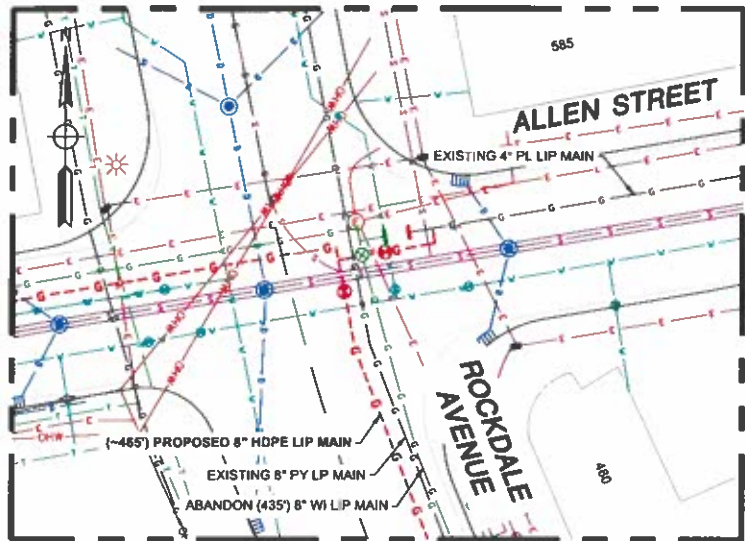 585
ALLEN STREET
EXISTING 4" PL LIP MAIN
ROCKDALE
AVENUE
(~465') PROPOSED 8" HDPE LIP MAIN
EXISTING 8" PY LP MAIN
ABANDON (435') 8" WI LIP MAIN
480
OHW